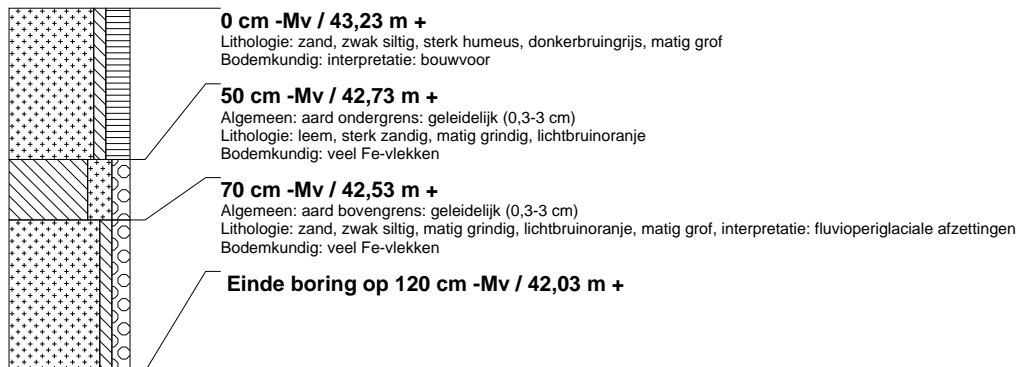 0 cm -Mv / 43,23 m +
Lithologie: zand, zwak siltig, sterk humeus, donkerbruingrijs, matig grof
Bodemkundig: interpretatie: bouwvoor
50 cm -Mv / 42,73 m +
Algemeen: aard ondergrens: geleidelijk (0,3-3 cm)
Lithologie: leem, sterk zandig, matig grindig, lichtbruinoranje
Bodemkundig: veel Fe-vlekken
70 cm -Mv / 42,53 m +
Algemeen: aard bovengrens: geleidelijk (0,3-3 cm)
Lithologie: zand, zwak siltig, matig grindig, lichtbruinoranje, matig grof, interpretatie: fluvioperiglaciale afzettingen
Bodemkundig: veel Fe-vlekken
Einde boring op 120 cm -Mv / 42,03 m +